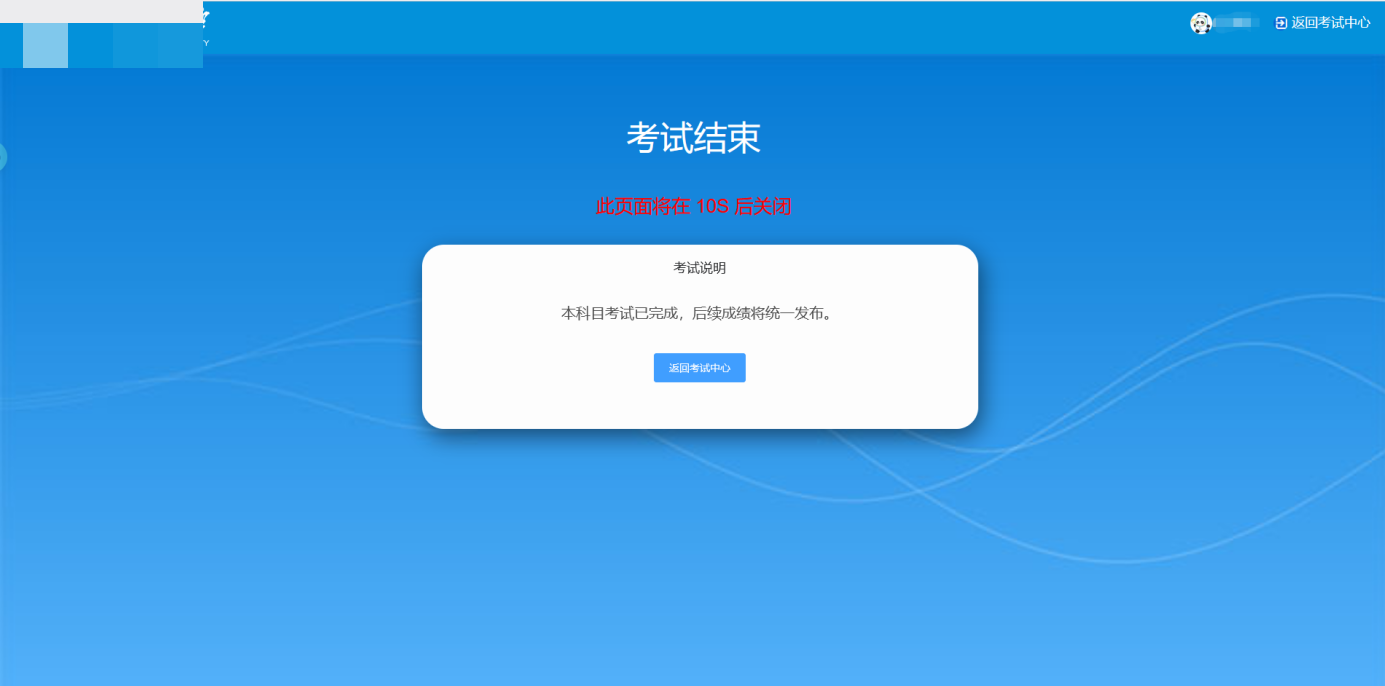 返回考试中心
考试结束
此页面将在 10S 后关闭
考试说明
本科目考试已完成，后续成绩将统一发布。
返回考试中心